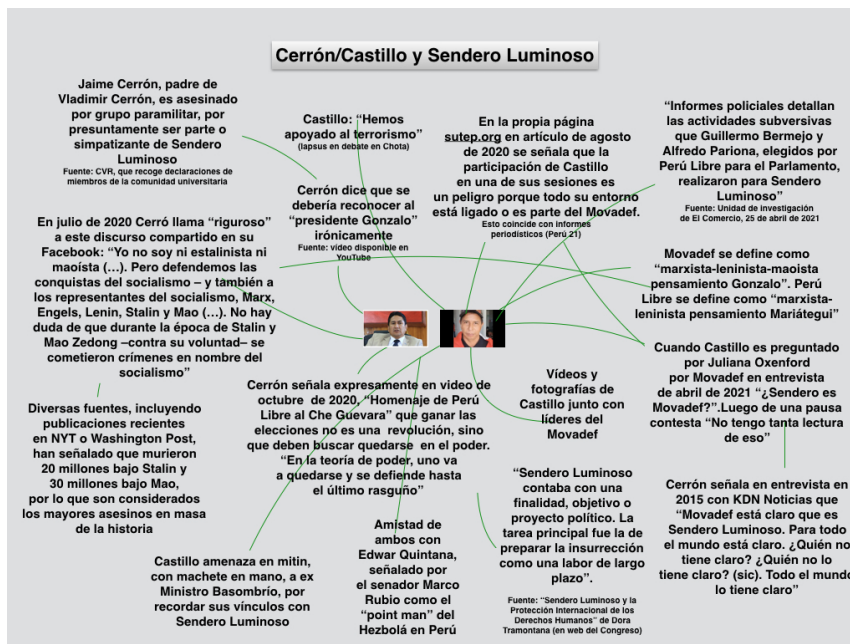 Cerrón/Castillo y Sendero Luminoso
Jaime Cerrón, padre de
Vladimir Cerrón, es asesinado
por grupo paramilitar, por
presuntamente ser parte o
simpatizante de Sendero
Luminoso
Fuente: CVR, que recoge declaraciones de
miembros de la comunidad universitaria
Castillo: “Hemos
apoyado al terrorismo”
(lapsus en debate en Chota)
Cerrón dice que se
debería reconocer al
“presidente Gonzalo”
irónicamente
Fuente: video disponible en
YouTube
En la propia página
sutep.org en artículo de agosto
de 2020 se señala que la
participación de Castillo
en una de sus sesiones es
un peligro porque todo su entorno
está ligado o es parte del Movadef.
Esto coincide con informes
periodísticos (Perú 21)
“Informes policiales detallan
las actividades subversivas
que Guillermo Bermejo y
Alfredo Pariona, elegidos por
Perú Libre para el Parlamento,
realizaron para Sendero
Luminoso”
Fuente: Unidad de investigación
de El Comercio, 25 de abril de 2021
En julio de 2020 Cerró llama “riguroso”
a este discurso compartido en su
Facebook: “Yo no soy ni estalinista ni
maoísta (…). Pero defendemos las
conquistas del socialismo – y también a
los representantes del socialismo, Marx,
Engels, Lenin, Stalin y Mao (…). No hay
duda de que durante la época de Stalin y
Mao Zedong –contra su voluntad– se
cometieron crímenes en nombre del
socialismo”
Movadef se define como
“marxista-leninista-maoista
pensamiento Gonzalo”. Perú
Libre se define como “marxista-
leninista pensamiento Mariátegui”
Cuando Castillo es preguntado
por Juliana Oxenford
por Movadef en entrevista
de abril de 2021 “¿Sendero es
Movadef?”.Luego de una pausa
contesta “No tengo tanta lectura
de eso”
Cerrón señala expresamente en video de
octubre de 2020, “Homenaje de Perú
Libre al Che Guevara” que ganar las
elecciones no es una revolución, sino
que deben buscar quedarse en el poder.
“En la teoría de poder, uno va
a quedarse y se defiende hasta
el último rasguño”
Vídeos y
fotografías de
Castillo junto con
líderes del
Movadef
Diversas fuentes, incluyendo
publicaciones recientes
en NYT o Washington Post,
han señalado que murieron
20 millones bajo Stalin y
30 millones bajo Mao,
por lo que son considerados
los mayores asesinos en masa
de la historia
“Sendero Luminoso
contaba con una
finalidad, objetivo o
proyecto político. La
tarea principal fue la de
preparar la insurrección
como una labor de largo
plazo”.
Fuente: “Sendero Luminoso y la
Protección Internacional de los
Derechos Humanos” de Dora
Tramontana (en web del Congreso)
Cerrón señala en entrevista en
2015 con KDN Noticias que
“Movadef está claro que es
Sendero Luminoso. Para todo
el mundo está claro. ¿Quién no
tiene claro? ¿Quién no lo
tiene claro? (sic). Todo el mundo
lo tiene claro”
Castillo amenaza en mitin,
con machete en mano, a ex
Ministro Basombrío, por
recordar sus vínculos con
Sendero Luminoso
Amistad de
ambos con
Edwar Quintana,
señalado por
el senador Marco
Rubio como el
“point man” del
Hezbolá en Perú